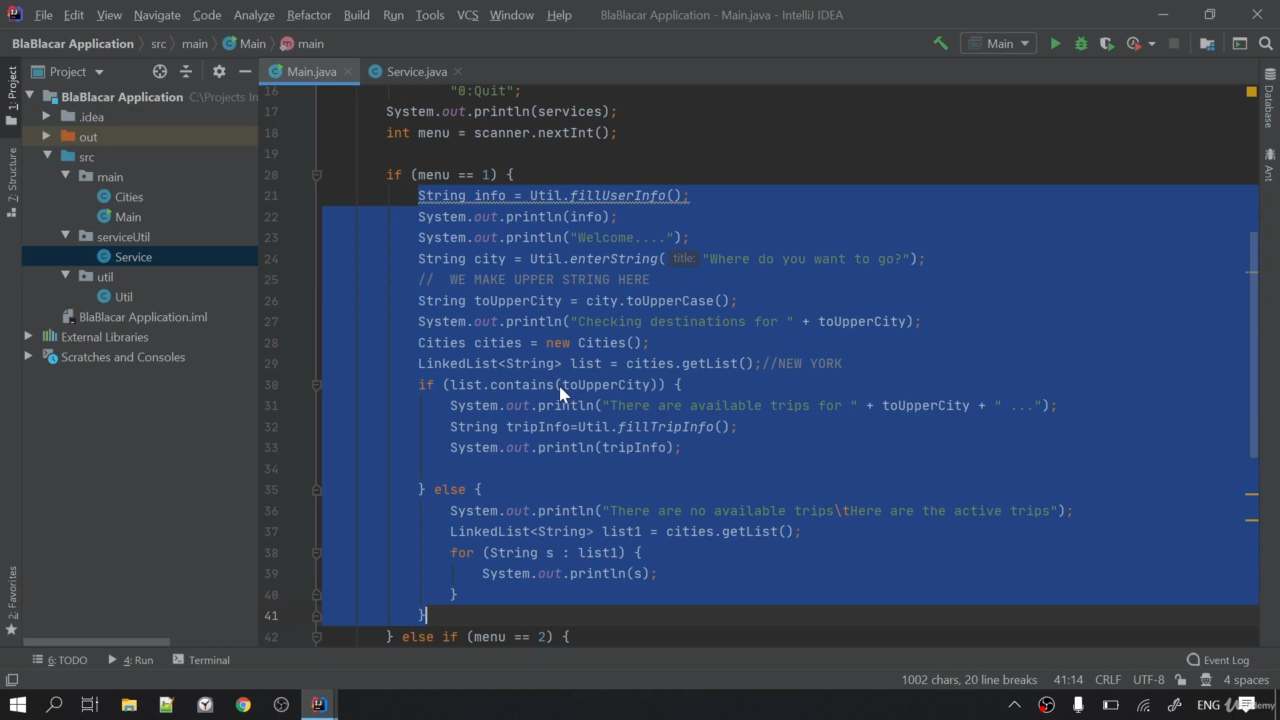 File Edit View Navigate Code Analyze Refactor Build Run Tools VCS Window Help BlaBlacar Application - Main.java - IntelliJ IDEA
BlaBlacar Application src main Main main Main
Project Main.java Service.java
1: Project
7: Structure
2: Favorites
BlaBlacar Application C:\Projects In
.idea
out
src
main
Cities
Main
serviceUtil
Service
util
Util
BlaBlacar Application.iml
External Libraries
Scratches and Consoles
16 "0:Quit";
17 System.out.println(services);
18 int menu = scanner.nextInt();
19
20 if (menu == 1) {
21 String info = Util.fillUserInfo();
22 System.out.println(info);
23 System.out.println("Welcome....");
24 String city = Util.enterString( title: "Where do you want to go?");
25 // WE MAKE UPPER STRING HERE
26 String toUpperCity = city.toUpperCase();
27 System.out.println("Checking destinations for " + toUpperCity);
28 Cities cities = new Cities();
29 LinkedList<String> list = cities.getList();//NEW YORK
30 if (list.contains(toUpperCity)) {
31 System.out.println("There are available trips for " + toUpperCity + " ...");
32 String tripInfo=Util.fillTripInfo();
33 System.out.println(tripInfo);
34
35 } else {
36 System.out.println("There are no available trips\tHere are the active trips");
37 LinkedList<String> list1 = cities.getList();
38 for (String s : list1) {
39 System.out.println(s);
40 }
41 }
42 } else if (menu == 2) {
Database
Ant
6: TODO 4: Run Terminal Event Log
1002 chars, 20 line breaks 41:14 CRLF UTF-8 4 spaces
ENG